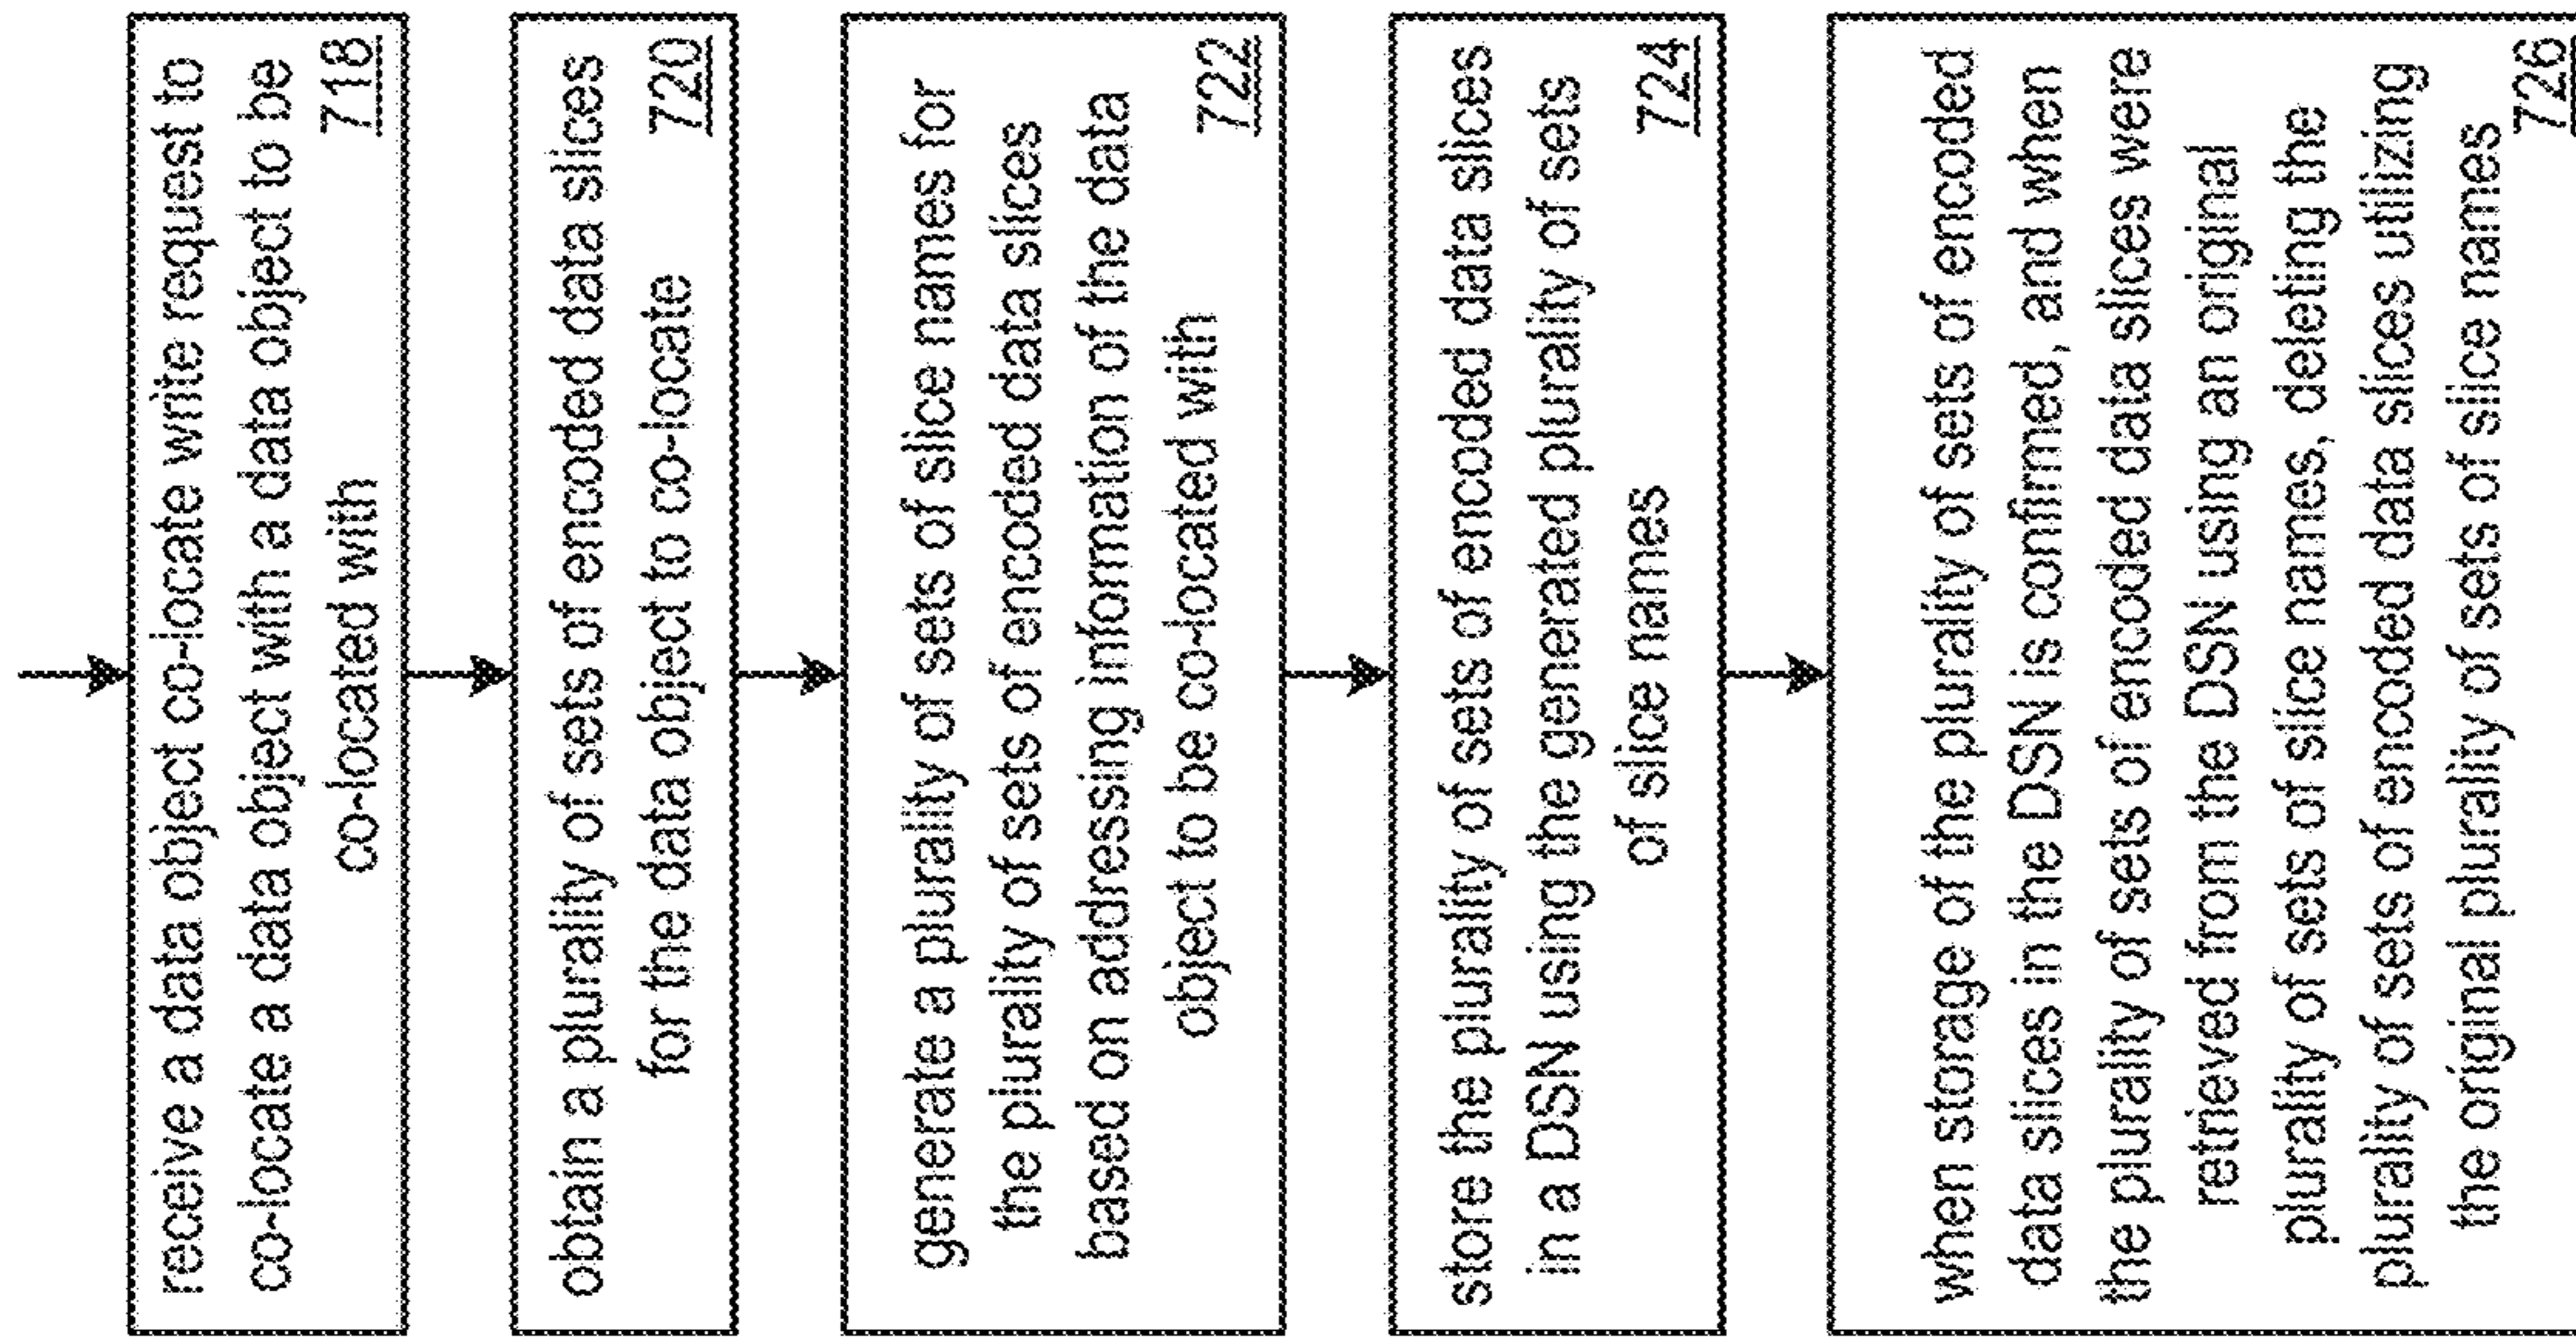 receive a data object co-locate write request to
co-locate a data object with a data object to be
co-located with
718
obtain a plurality of sets of encoded data slices
for the data object to co-locate
720
generate a plurality of sets of slice names for
the plurality of sets of encoded data slices
based on addressing information of the data
object to be co-located with
722
store the plurality of sets of encoded data slices
in a DSN using the generated plurality of sets
of slice names
724
when storage of the plurality of sets of encoded
data slices in the DSN is confirmed, and when
the plurality of sets of encoded data slices were
retrieved from the DSN using an original
plurality of sets of slice names, deleting the
plurality of sets of encoded data slices utilizing
the original plurality of sets of slice names
726